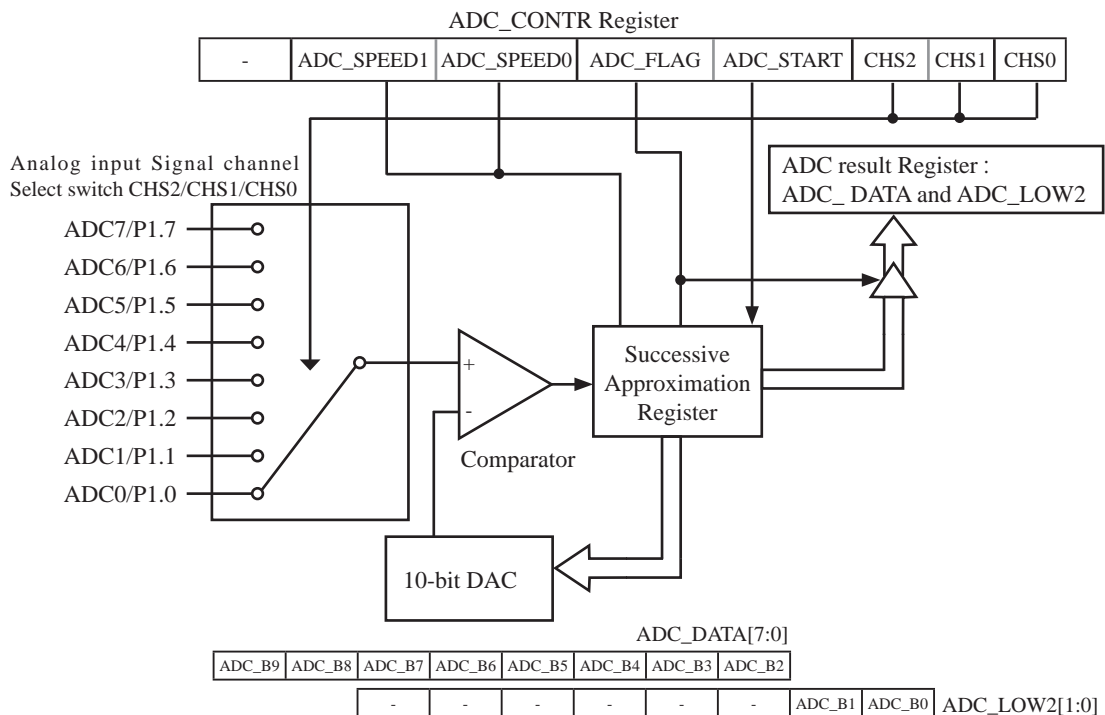 ADC_CONTR Register
- ADC_SPEED1 ADC_SPEED0 ADC_FLAG ADC_START CHS2 CHS1 CHS0
Analog input Signal channel
Select switch CHS2/CHS1/CHS0
ADC result Register :
ADC_ DATA and ADC_LOW2
ADC7/P1.7
ADC6/P1.6
ADC5/P1.5
ADC4/P1.4
ADC3/P1.3
ADC2/P1.2
ADC1/P1.1
ADC0/P1.0
+
-
Comparator
Successive
Approximation
Register
10-bit DAC
ADC_DATA[7:0]
ADC_B9 ADC_B8 ADC_B7 ADC_B6 ADC_B5 ADC_B4 ADC_B3 ADC_B2
- - - - - - ADC_B1 ADC_B0 ADC_LOW2[1:0]